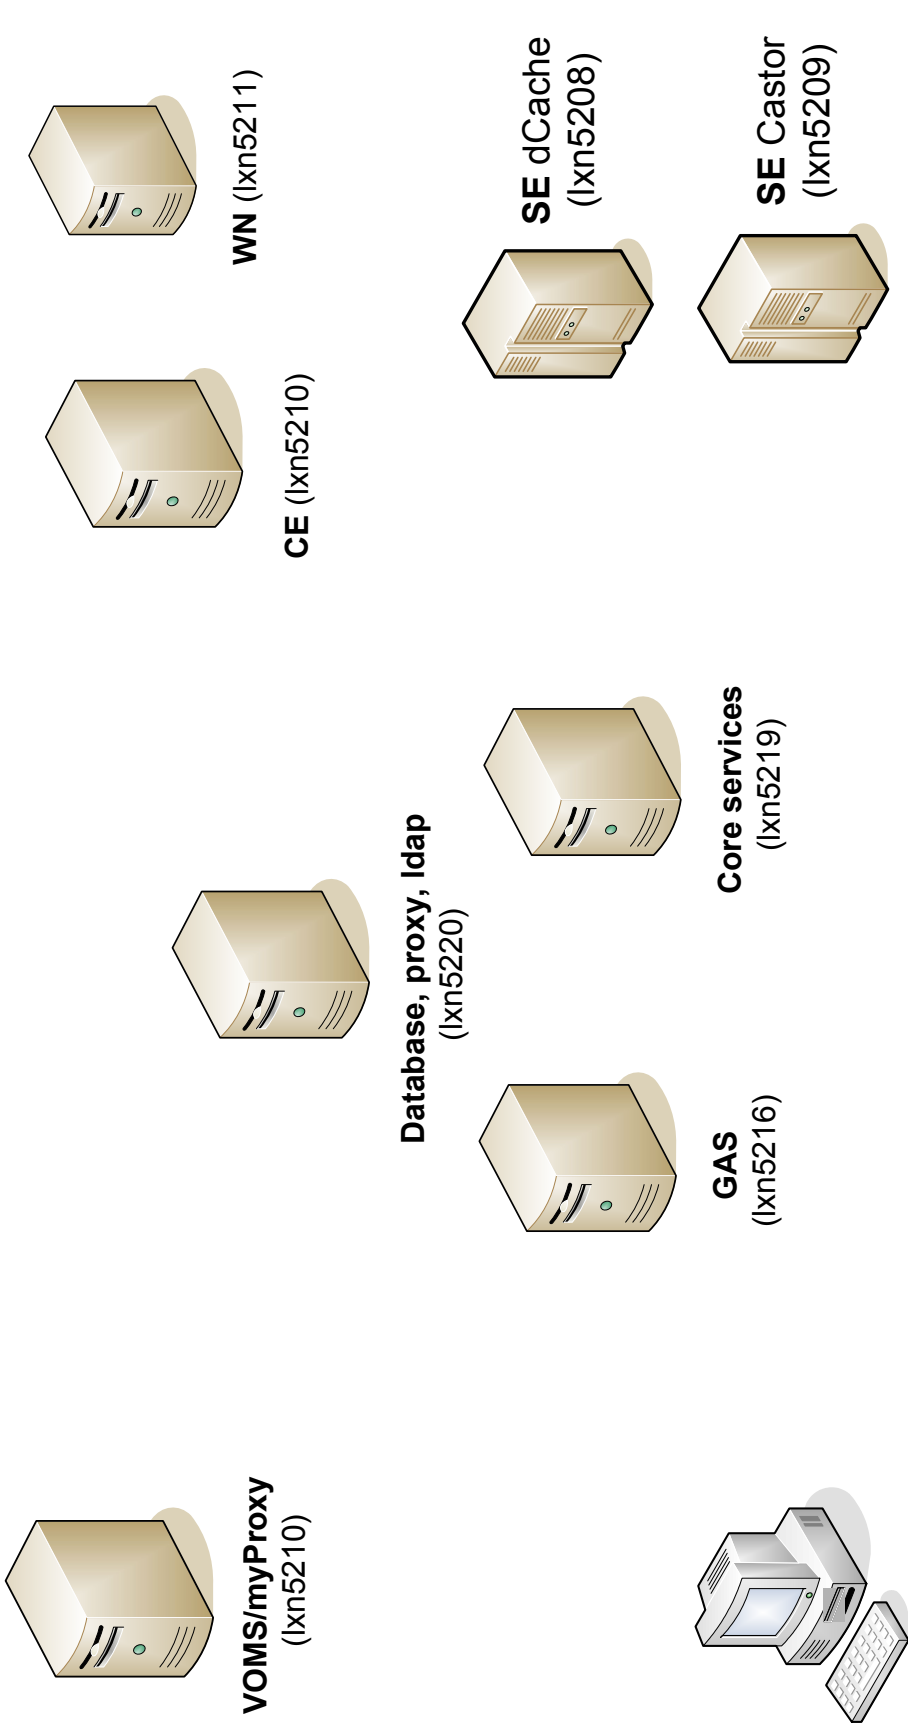 VOMS/myProxy
(lxn5210)
Database, proxy, ldap
(lxn5220)
CE (lxn5210)
WN (lxn5211)
GAS
(lxn5216)
Core services
(lxn5219)
SE dCache
(lxn5208)
SE Castor
(lxn5209)